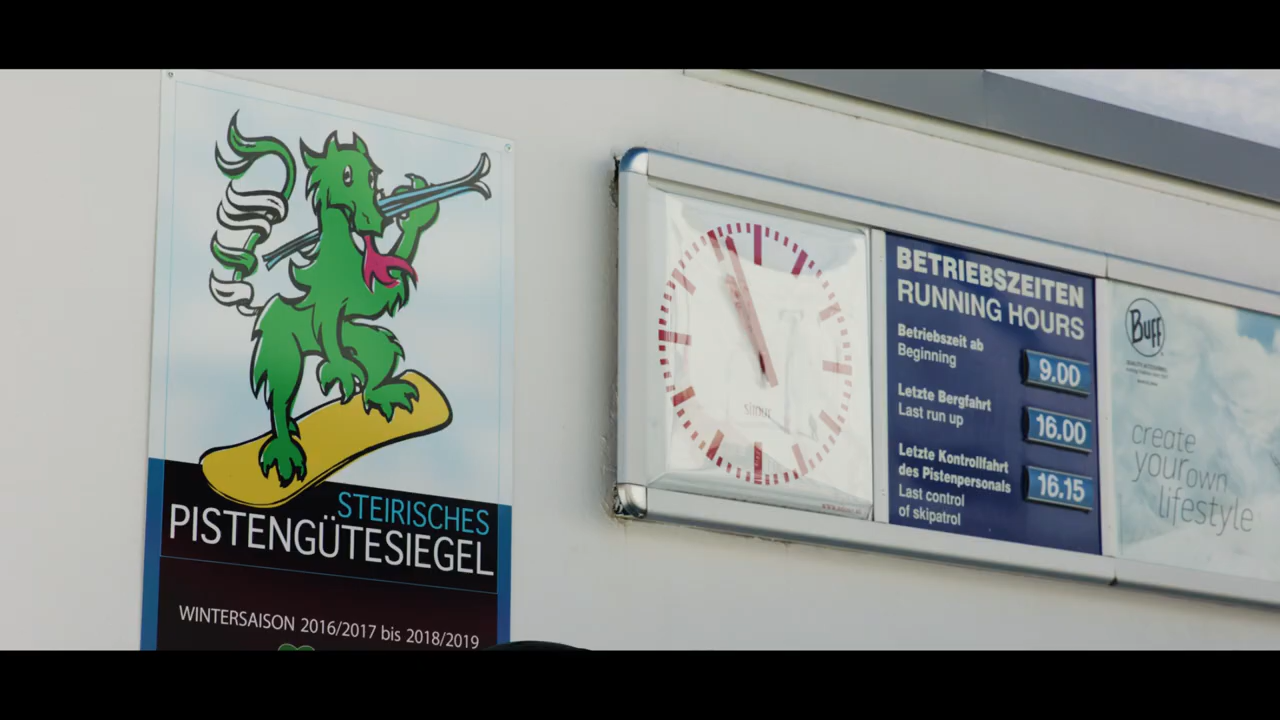 STEIRISCHES
PISTENGÜTESIEGEL
WINTERSAISON 2016/2017 bis 2018/2019
sitour
BETRIEBSZEITEN
RUNNING HOURS
Betriebszeit ab
Beginning
9.00
Letzte Bergfahrt
Last run up
16.00
Letzte Kontrollfahrt
des Pistenpersonals
Last control
of skipatrol
16.15
Buff
create
your own
lifestyle